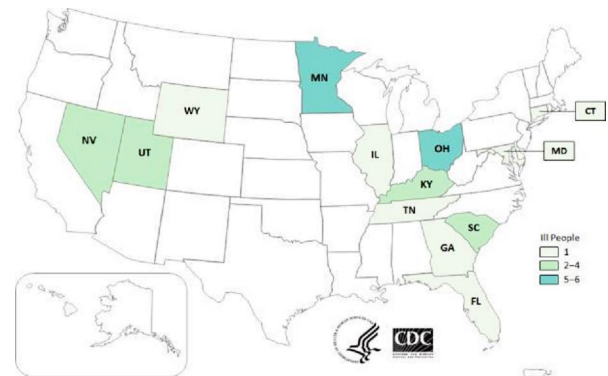 MN
WY
CT
NV
UT
IL
OH
MD
KY
TN
SC
GA
FL
Ill People
1
2–4
5–6
CDC